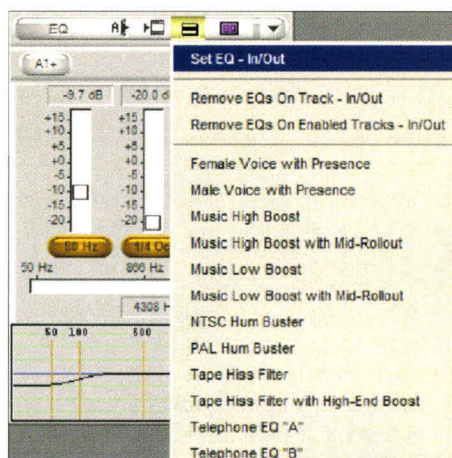 EQ
A1+
Set EQ - In/Out
-9.7 dB
-20.0 d
Remove EQs On Track - In/Out
Remove EQs On Enabled Tracks - In/Out
+15
+10
+5
+0
-5
-10
-15
-20
+15
+10
+5
+0
-5
-10
-15
-20
80 Hz
1/4 Oc
50 Hz
866 Hz
4308 H
50 100 500
Female Voice with Presence
Male Voice with Presence
Music High Boost
Music High Boost with Mid-Rollout
Music Low Boost
Music Low Boost with Mid-Rollout
NTSC Hum Buster
PAL Hum Buster
Tape Hiss Filter
Tape Hiss Filter with High-End Boost
Telephone EQ "A"
Telephone EQ "B"